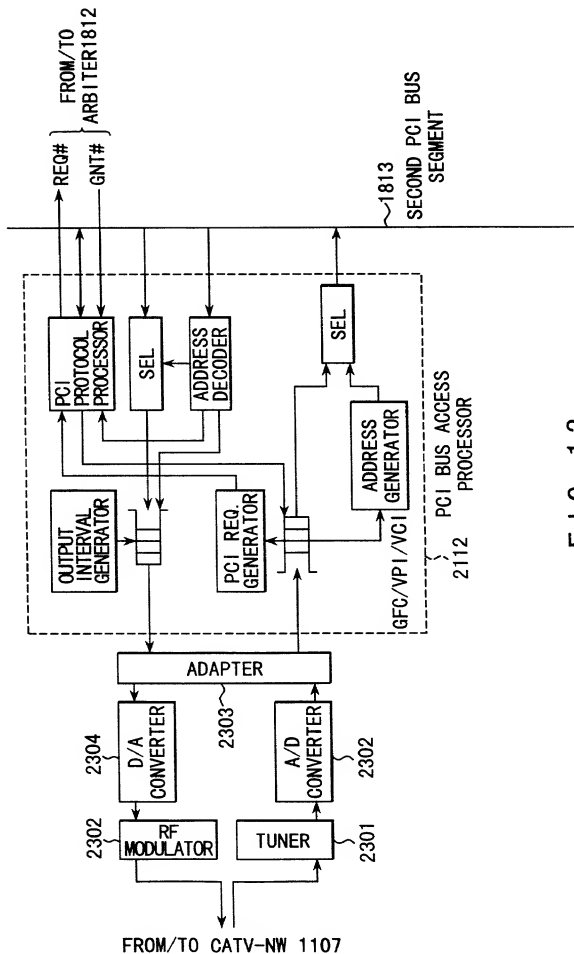 FROM/TO
ARBITER1812
REQ#
GNT#
1813
SECOND PCI BUS
SEGMENT
PCI
PROTOCOL
PROCESSOR
SEL
ADDRESS
DECODER
SEL
OUTPUT
INTERVAL
GENERATOR
PCI REQ.
GENERATOR
ADDRESS
GENERATOR
GFC/VPI/VCI
PCI BUS ACCESS
PROCESSOR
2112
ADAPTER
2303
2304
D/A
CONVERTER
A/D
CONVERTER
2302
2302
RF
MODULATOR
TUNER
2301
FROM/TO CATV-NW 1107